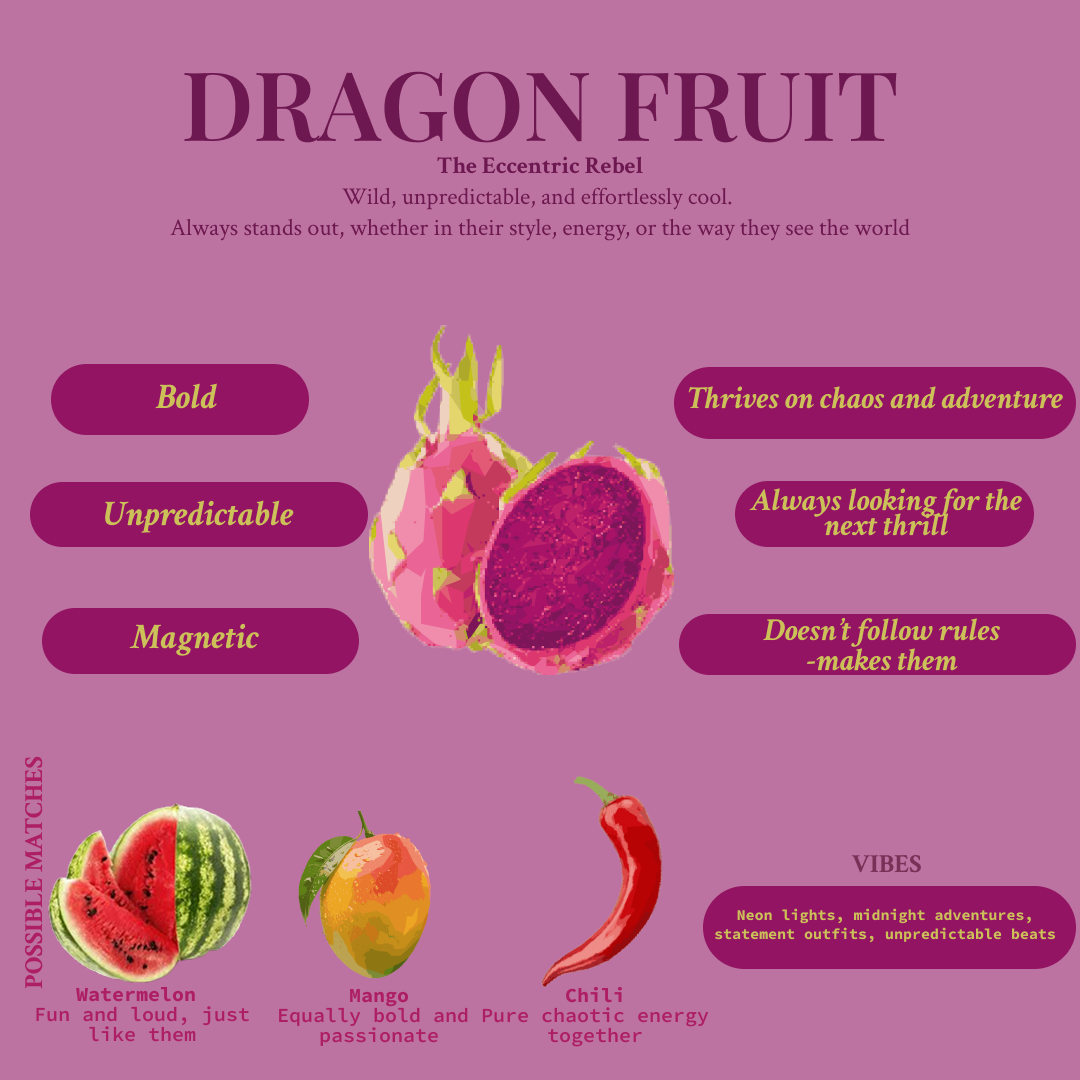 DRAGON FRUIT
The Eccentric Rebel
Wild, unpredictable, and effortlessly cool.
Always stands out, whether in their style, energy, or the way they see the world
Bold
Unpredictable
Magnetic
Thrives on chaos and adventure
Always looking for the
next thrill
Doesn't follow rules
-makes them
POSSIBLE MATCHES
Watermelon
Fun and loud, just
like them
Mango
Equally bold and
passionate
Chili
Pure chaotic energy
together
VIBES
Neon lights, midnight adventures,
statement outfits, unpredictable beats